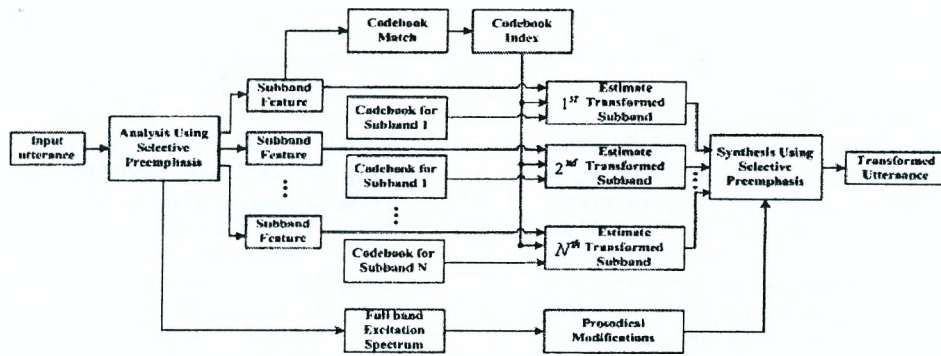 Codebook
Match
Codebook
Index
Subband
Feature
Estimate
1st Transformed
Subband
Codebook for
Subband 1
Input
utterance
Analysis Using
Selective
Preemphasis
Subband
Feature
Codebook for
Subband 1
Estimate
2nd Transformed
Subband
Synthesis Using
Selective
Preemphasis
Transformed
Utternance
Subband
Feature
Codebook for
Subband N
Estimate
Nth Transformed
Subband
Full band
Excitation
Spectrum
Prosodical
Modifications